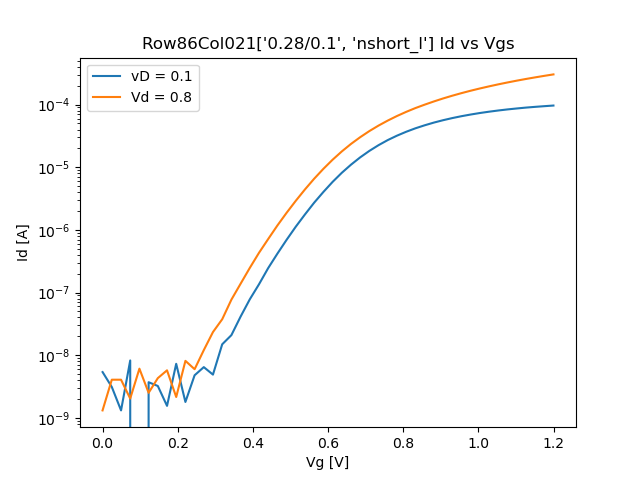 Row86Col021['0.28/0.1', 'nshort_l'] Id vs Vgs
vD = 0.1
Vd = 0.8
Id [A]
10⁻⁴
10⁻⁵
10⁻⁶
10⁻⁷
10⁻⁸
10⁻⁹
0.0 0.2 0.4 0.6 0.8 1.0 1.2
Vg [V]